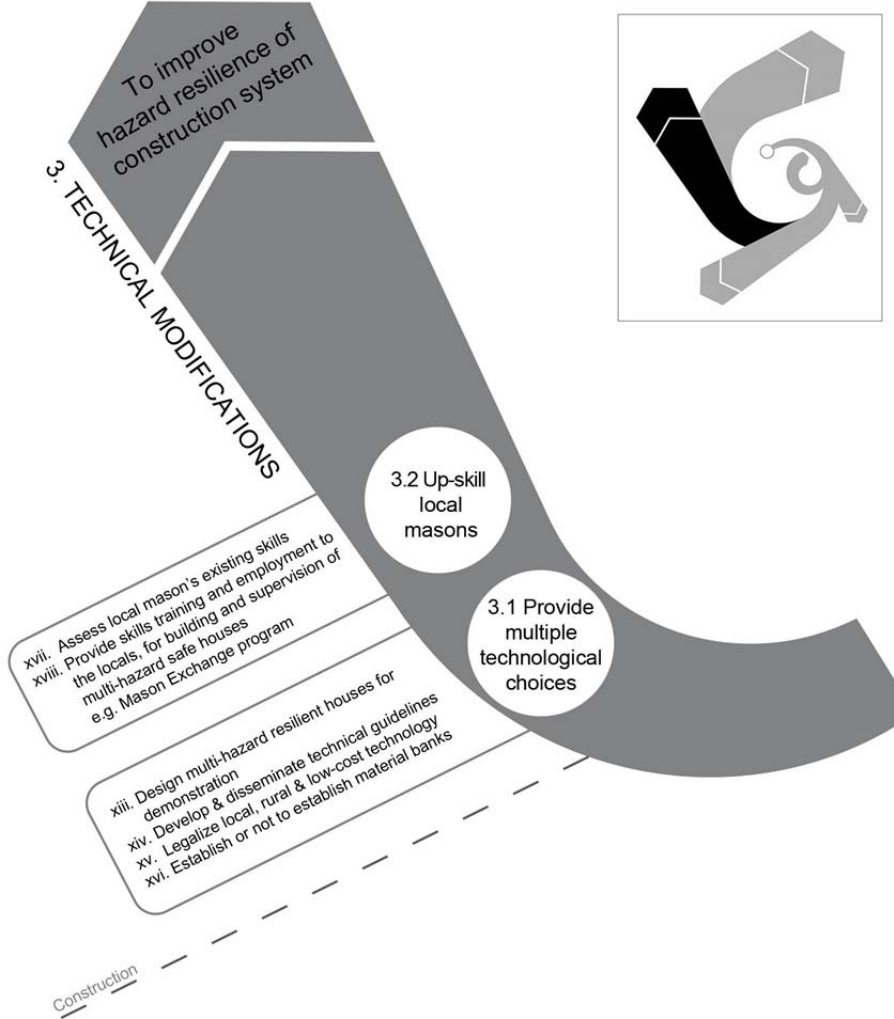 To improve
hazard resilience of
construction system
3. TECHNICAL MODIFICATIONS
3.2 Up-skill
local
masons
3.1 Provide
multiple
technological
choices
xvii. Assess local mason's existing skills
xviii. Provide skills training and employment to
the locals, for building and supervision of
multi-hazard safe houses
e.g. Mason Exchange program
xiii. Design multi-hazard resilient houses for
demonstration
xiv. Develop & disseminate technical guidelines
xv. Legalize local, rural & low-cost technology
xvi. Establish or not to establish material banks
Construction